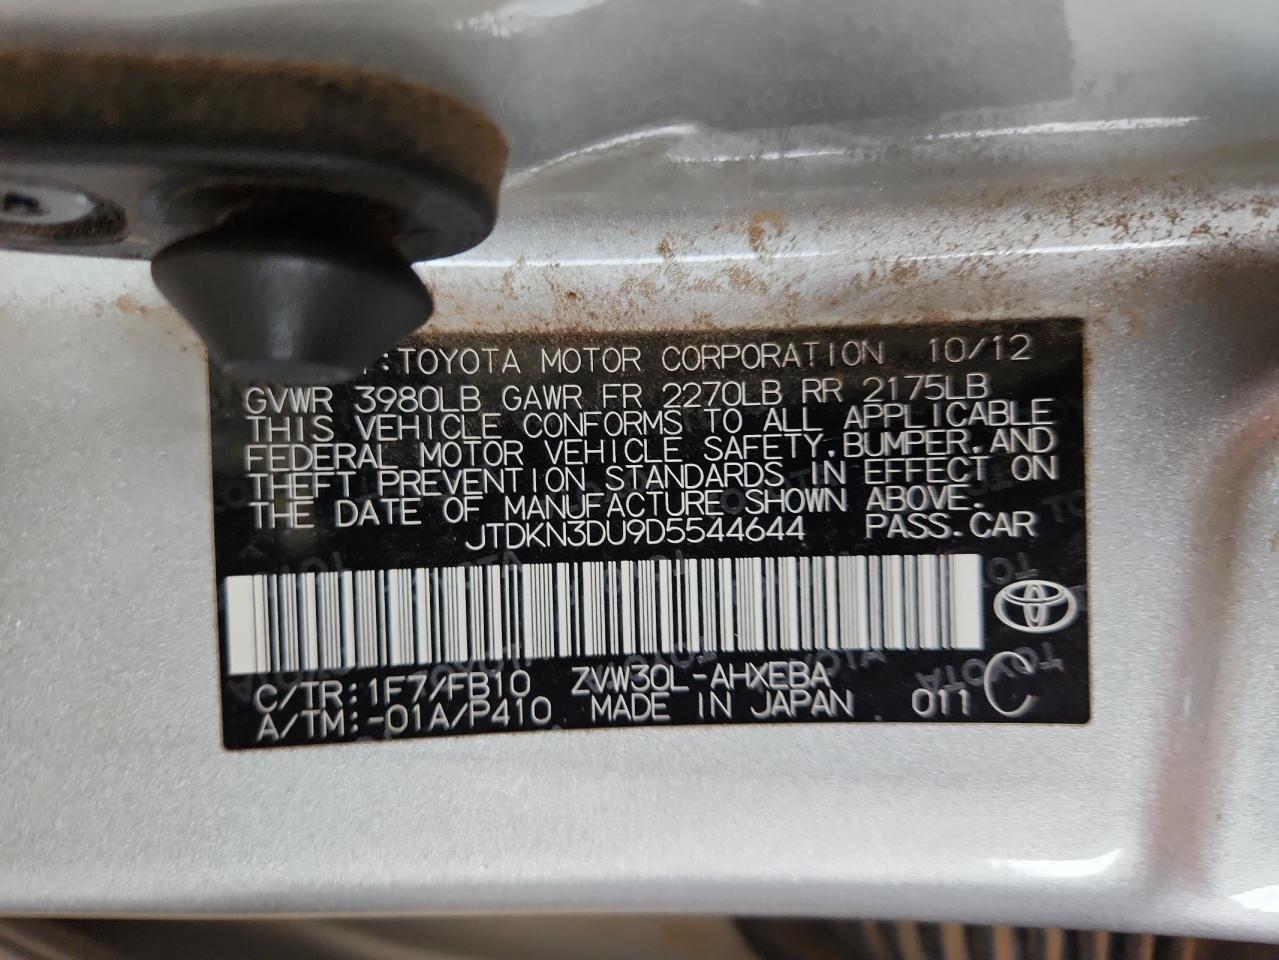 :TOYOTA MOTOR CORPORATION 10/12
GVWR 3980LB GAWR FR 2270LB RR 2175LB
THIS VEHICLE CONFORMS TO ALL APPLICABLE
FEDERAL MOTOR VEHICLE SAFETY,BUMPER,AND
THEFT PREVENTION STANDARDS IN EFFECT ON
THE DATE OF MANUFACTURE SHOWN ABOVE.
JTDKN3DU9D5544644 PASS.CAR
C/TR:1F7/FB10 ZVW30L-AHXEBA
A/TM:-01A/P410 MADE IN JAPAN 011 C